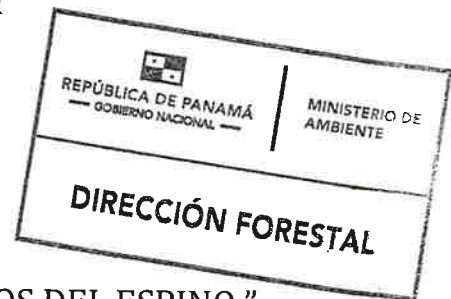 REPÚBLICA DE PANAMÁ
— GOBIERNO NACIONAL —
MINISTERIO DE
AMBIENTE
DIRECCIÓN FORESTAL
OS DEL ESPINO."